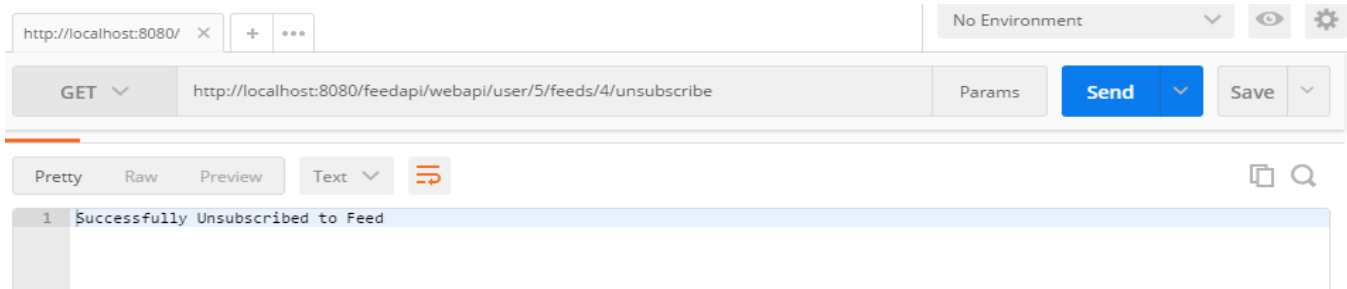 http://localhost:8080/
No Environment
GET http://localhost:8080/feedapi/webapi/user/5/feeds/4/unsubscribe Params Send Save
Pretty Raw Preview Text
1 Successfully Unsubscribed to Feed